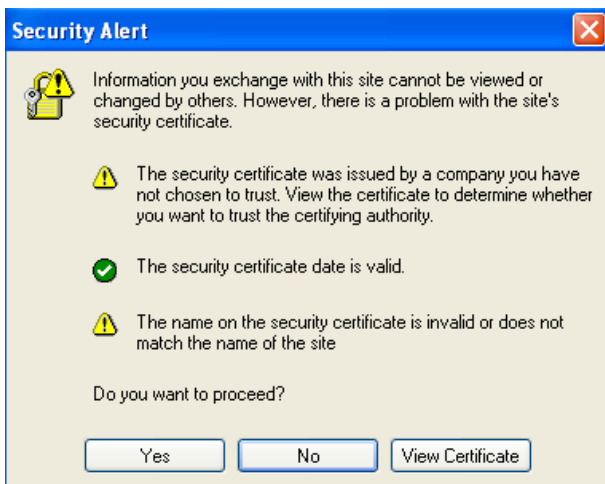 Security Alert
Information you exchange with this site cannot be viewed or
changed by others. However, there is a problem with the site's
security certificate.
The security certificate was issued by a company you have
not chosen to trust. View the certificate to determine whether
you want to trust the certifying authority.
The security certificate date is valid.
The name on the security certificate is invalid or does not
match the name of the site
Do you want to proceed?
Yes No View Certificate